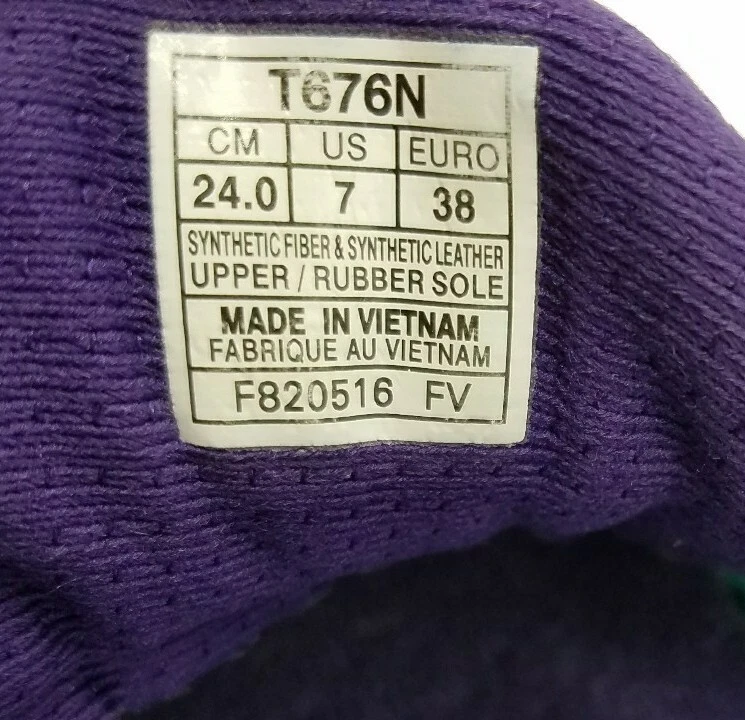 T676N
CM US EURO
24.0 7 38
SYNTHETIC FIBER & SYNTHETIC LEATHER
UPPER / RUBBER SOLE
MADE IN VIETNAM
FABRIQUE AU VIETNAM
F820516 FV